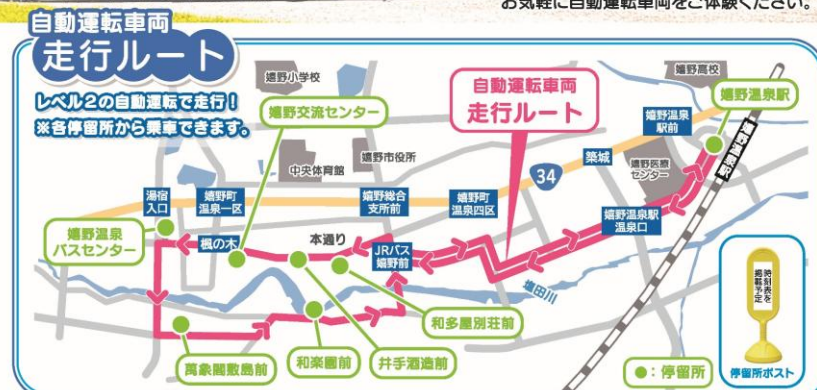 お気軽に自動運転車両をご体験ください。
自動運転車両
走行ルート
レベル2の自動運転で走行!
※各停留所から乗車できます。
嬉野小学校
嬉野高校
嬉野交流センター
自動運転車両
走行ルート
嬉野温泉駅
嬉野温泉
駅前
嬉野温泉駅
嬉野市役所
中央体育館
築城
嬉野医療
センター
34
湯宿
入口
嬉野町
温泉一区
嬉野総合
支所前
嬉野町
温泉四区
嬉野温泉駅
温泉口
嬉野温泉
バスセンター
楓の木
本通り
JRバス
嬉野前
塩田川
時刻表を
掲載予定
和多屋別荘前
萬象閣敷島前
和楽園前
井手酒造前
●:停留所
停留所ポスト